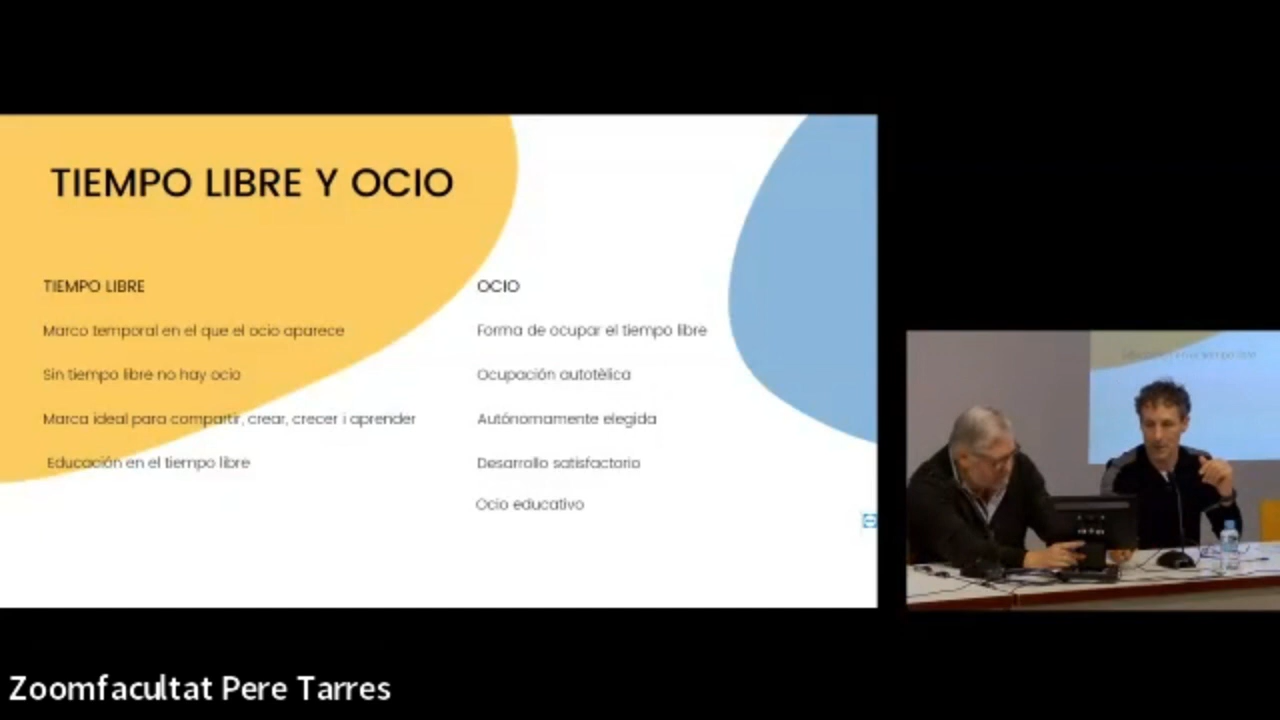 TIEMPO LIBRE Y OCIO
TIEMPO LIBRE
Marco temporal en el que el ocio aparece
Sin tiempo libre no hay ocio
Marca ideal para compartir, crear, crecer i aprender
Educación en el tiempo libre
OCIO
Forma de ocupar el tiempo libre
Ocupación autotèlica
Autónomamente elegida
Desarrollo satisfactorio
Ocio educativo
Zoomfacultat Pere Tarres